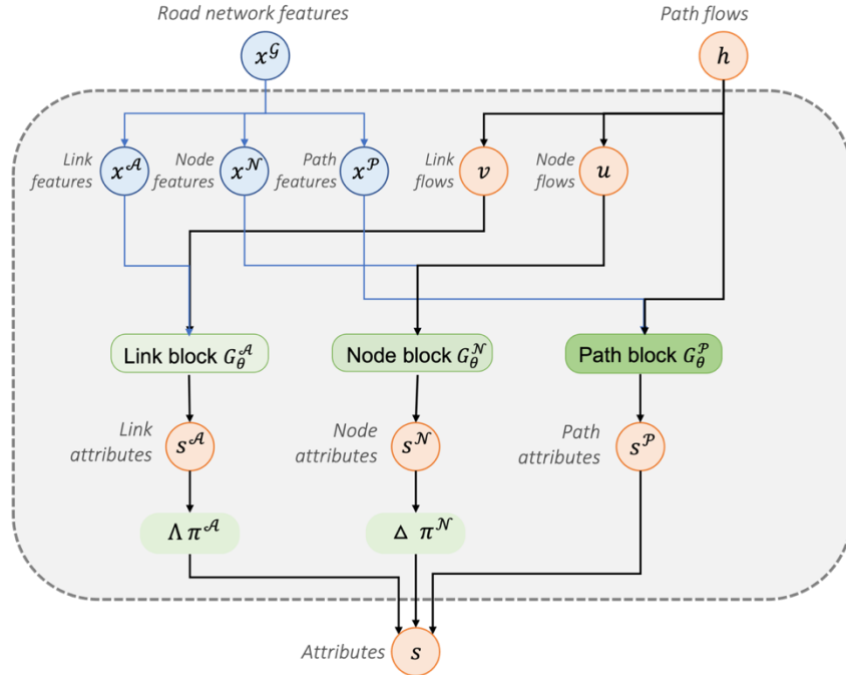 Road network features
Path flows
x^𝒢
h
Link features
x^𝒜
Node features
x^𝒩
Path features
x^𝒫
Link flows
v
Node flows
u
Link block G_θ^𝒜
Node block G_θ^𝒩
Path block G_θ^𝒫
Link attributes
s^𝒜
Node attributes
s^𝒩
Path attributes
s^𝒫
Λ π^𝒜
Δ π^𝒩
Attributes
s